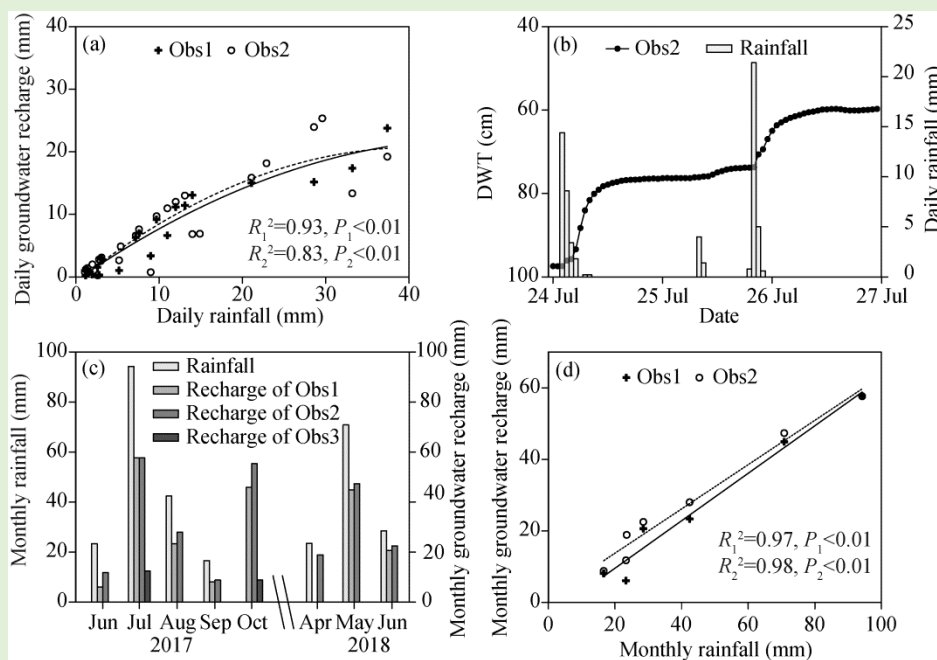 (a)
Obs1
Obs2
Daily groundwater recharge (mm)
40
30
20
10
0
R₁²=0.93, P₁<0.01
R₂²=0.83, P₂<0.01
0 10 20 30 40
Daily rainfall (mm)
(b)
Obs2
Rainfall
DWT (cm)
40
60
80
100
25
20
15
10
5
0
Daily rainfall (mm)
24 Jul 25 Jul 26 Jul 27 Jul
Date
(c)
Rainfall
Recharge of Obs1
Recharge of Obs2
Recharge of Obs3
Monthly rainfall (mm)
100
80
60
40
20
0
100
80
60
40
20
0
Monthly groundwater recharge (mm)
Jun Jul Aug Sep Oct Apr May Jun
2017 2018
(d)
Obs1
Obs2
Monthly groundwater recharge (mm)
60
40
20
0
R₁²=0.97, P₁<0.01
R₂²=0.98, P₂<0.01
0 20 40 60 80 100
Monthly rainfall (mm)